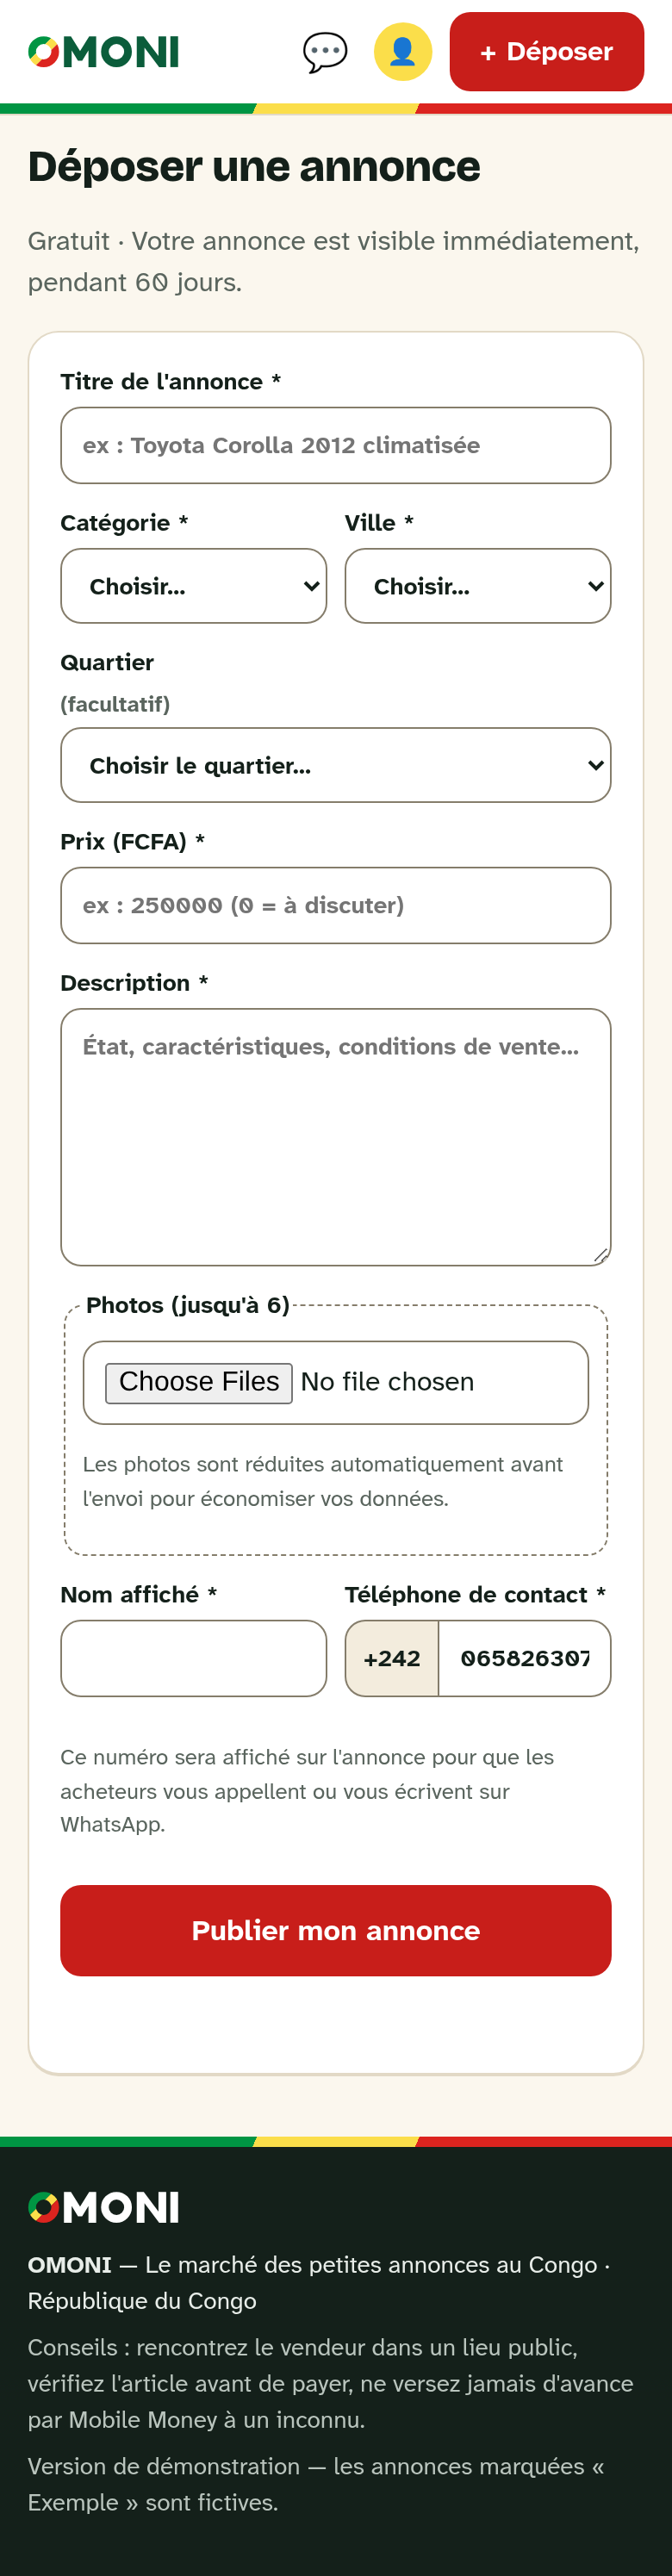 OMONI
+ Déposer
Déposer une annonce
Gratuit · Votre annonce est visible immédiatement,
pendant 60 jours.
Titre de l'annonce *
ex : Toyota Corolla 2012 climatisée
Catégorie * Ville *
Choisir... Choisir...
Quartier
(facultatif)
Choisir le quartier...
Prix (FCFA) *
ex : 250000 (0 = à discuter)
Description *
État, caractéristiques, conditions de vente...
Photos (jusqu'à 6)
Choose Files No file chosen
Les photos sont réduites automatiquement avant
l'envoi pour économiser vos données.
Nom affiché * Téléphone de contact *
+242 065826307
Ce numéro sera affiché sur l'annonce pour que les
acheteurs vous appellent ou vous écrivent sur
WhatsApp.
Publier mon annonce
OMONI
OMONI — Le marché des petites annonces au Congo ·
République du Congo
Conseils : rencontrez le vendeur dans un lieu public,
vérifiez l'article avant de payer, ne versez jamais d'avance
par Mobile Money à un inconnu.
Version de démonstration — les annonces marquées «
Exemple » sont fictives.